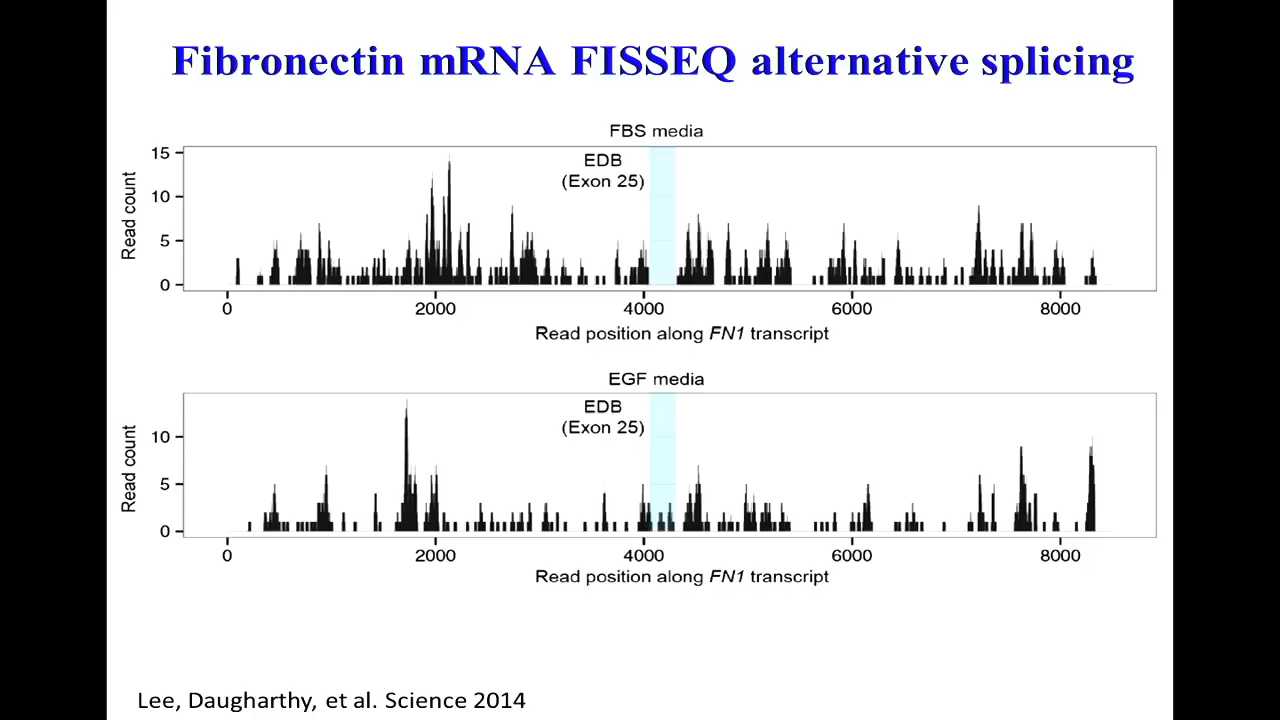 Fibronectin mRNA FISSEQ alternative splicing
FBS media
EDB
(Exon 25)
15
10
5
0
Read count
0 2000 4000 6000 8000
Read position along FN1 transcript
EGF media
EDB
(Exon 25)
10
5
0
Read count
0 2000 4000 6000 8000
Read position along FN1 transcript
Lee, Daugharthy, et al. Science 2014